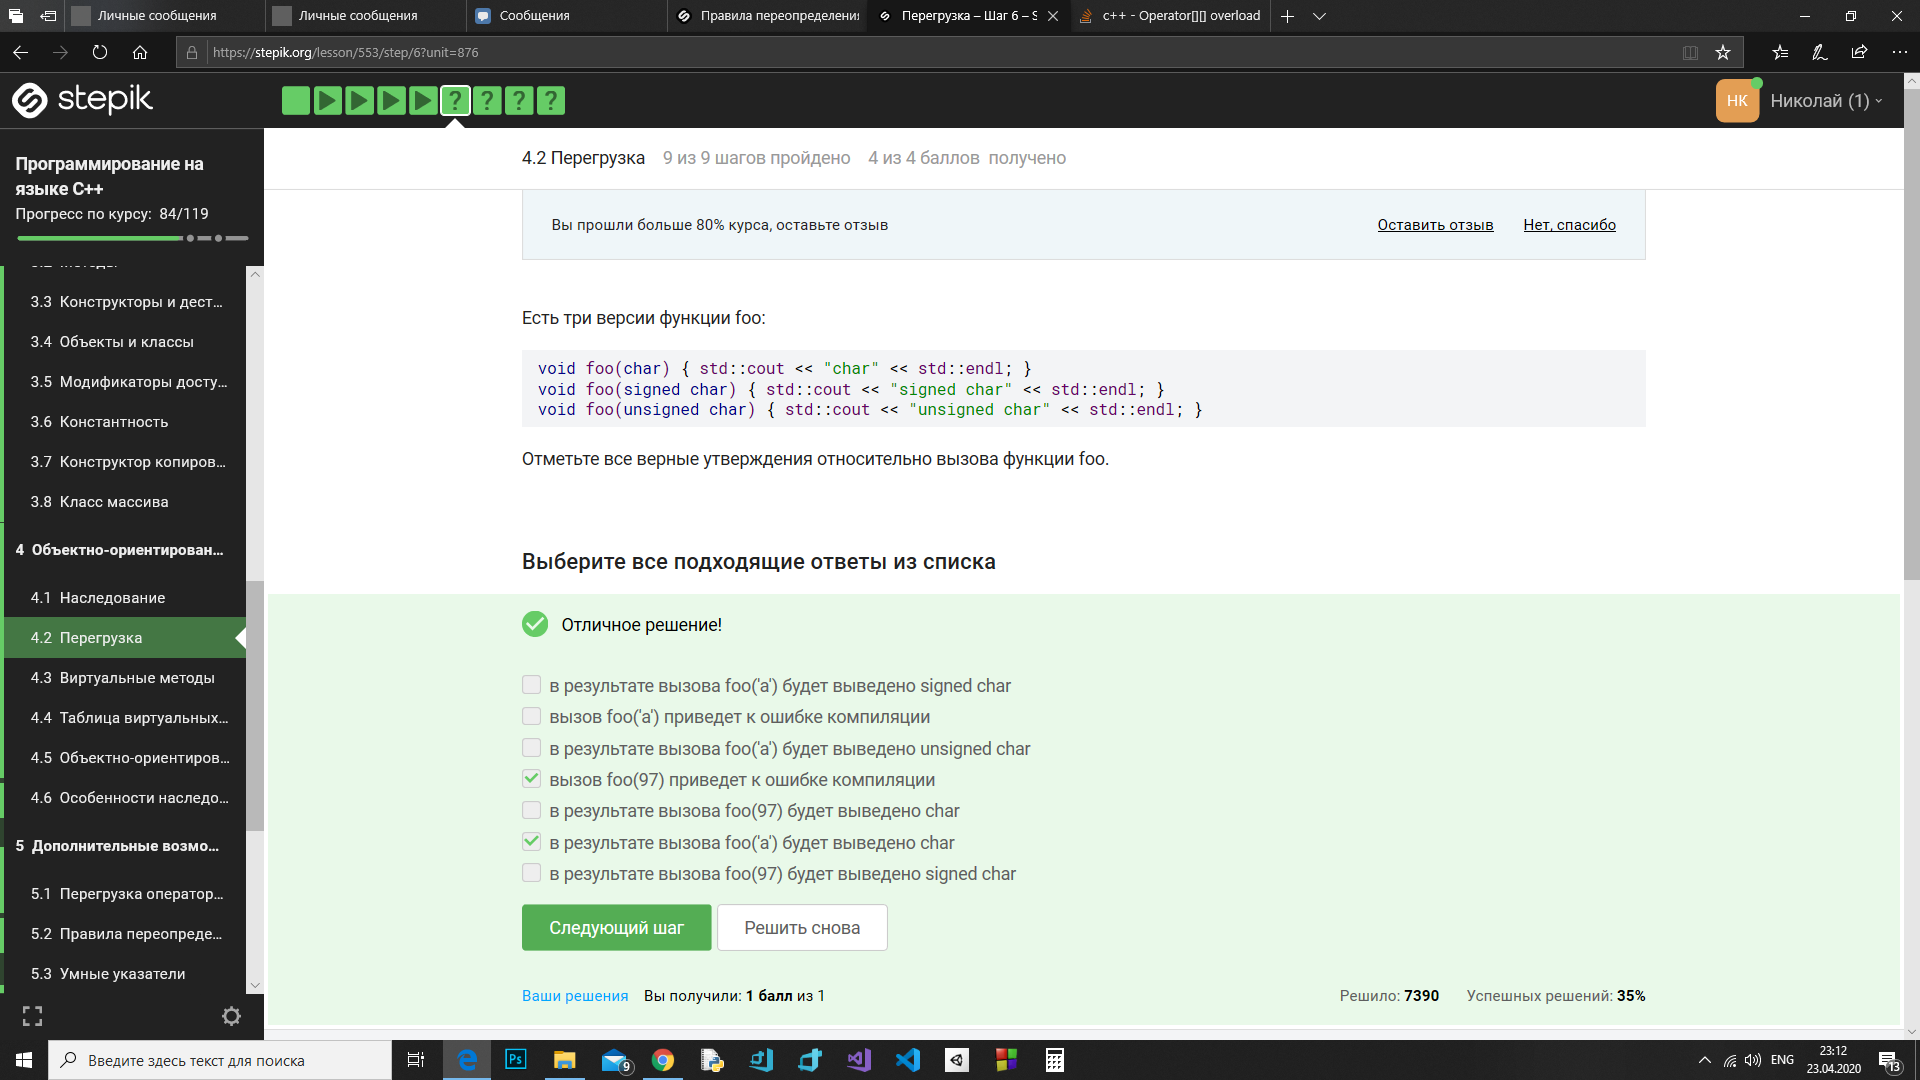 Личные сообщения
Личные сообщения
Сообщения
Правила переопределения
Перегрузка – Шаг 6 – S
c++ - Operator[][] overload
https://stepik.org/lesson/553/step/6?unit=876
stepik
? ? ? ?
НК
Николай (1)
Программирование на
языке C++
Прогресс по курсу: 84/119
3.3 Конструкторы и дест...
3.4 Объекты и классы
3.5 Модификаторы досту...
3.6 Константность
3.7 Конструктор копиров...
3.8 Класс массива
4 Объектно-ориентирован...
4.1 Наследование
4.2 Перегрузка
4.3 Виртуальные методы
4.4 Таблица виртуальных...
4.5 Объектно-ориентиров...
4.6 Особенности наследо...
5 Дополнительные возмо...
5.1 Перегрузка оператор...
5.2 Правила переопреде...
5.3 Умные указатели
4.2 Перегрузка 9 из 9 шагов пройдено 4 из 4 баллов получено
Вы прошли больше 80% курса, оставьте отзыв
Оставить отзыв
Нет, спасибо
Есть три версии функции foo:
void foo(char) { std::cout << "char" << std::endl; }
void foo(signed char) { std::cout << "signed char" << std::endl; }
void foo(unsigned char) { std::cout << "unsigned char" << std::endl; }
Отметьте все верные утверждения относительно вызова функции foo.
Выберите все подходящие ответы из списка
Отличное решение!
в результате вызова foo('a') будет выведено signed char
вызов foo('a') приведет к ошибке компиляции
в результате вызова foo('a') будет выведено unsigned char
вызов foo(97) приведет к ошибке компиляции
в результате вызова foo(97) будет выведено char
в результате вызова foo('a') будет выведено char
в результате вызова foo(97) будет выведено signed char
Следующий шаг
Решить снова
Ваши решения Вы получили: 1 балл из 1
Решило: 7390 Успешных решений: 35%
Введите здесь текст для поиска
Ps
9
ENG
23:12
23.04.2020
13